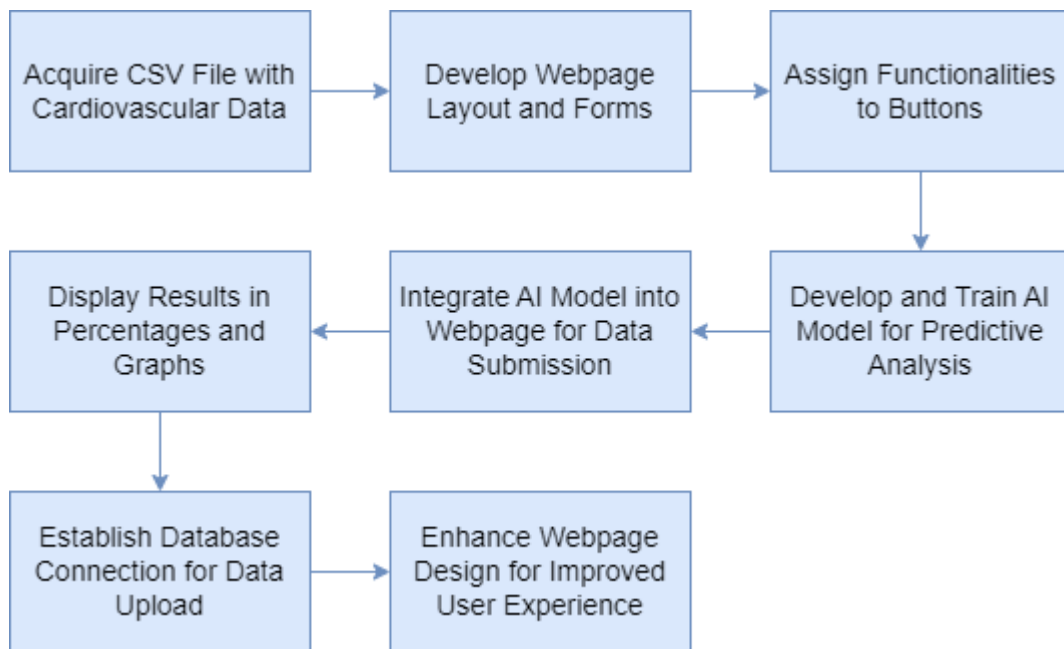 Acquire CSV File with
Cardiovascular Data
Develop Webpage
Layout and Forms
Assign Functionalities
to Buttons
Develop and Train AI
Model for Predictive
Analysis
Integrate AI Model into
Webpage for Data
Submission
Display Results in
Percentages and
Graphs
Establish Database
Connection for Data
Upload
Enhance Webpage
Design for Improved
User Experience